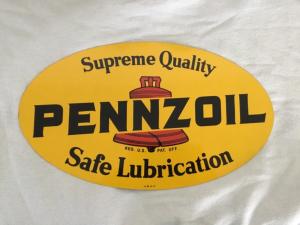 Supreme Quality
PENNZOIL
REG. U.S. PAT. OFF.
Safe Lubrication